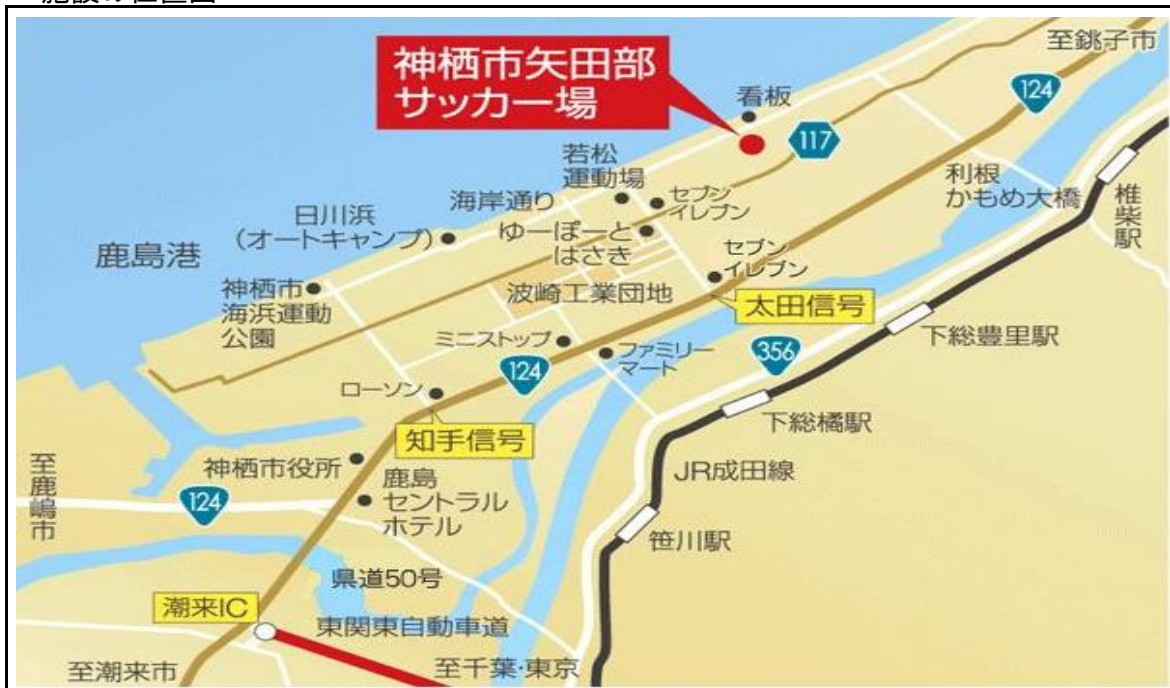 神栖市矢田部
サッカー場
至銚子市
看板
124
117
若松
運動場
セブン
イレブン
利根
かもめ大橋
椎柴駅
海岸通り
日川浜
(オートキャンプ)
ゆーぽーと
はさき
セブン
イレブン
鹿島港
神栖市
海浜運動
公園
波崎工業団地
太田信号
ミニストップ
ファミリー
マート
356
下総豊里駅
124
ローソン
知手信号
下総橘駅
神栖市役所
JR成田線
至鹿嶋市
124
鹿島
セントラル
ホテル
笹川駅
県道50号
潮来IC
東関東自動車道
至潮来市
至千葉・東京